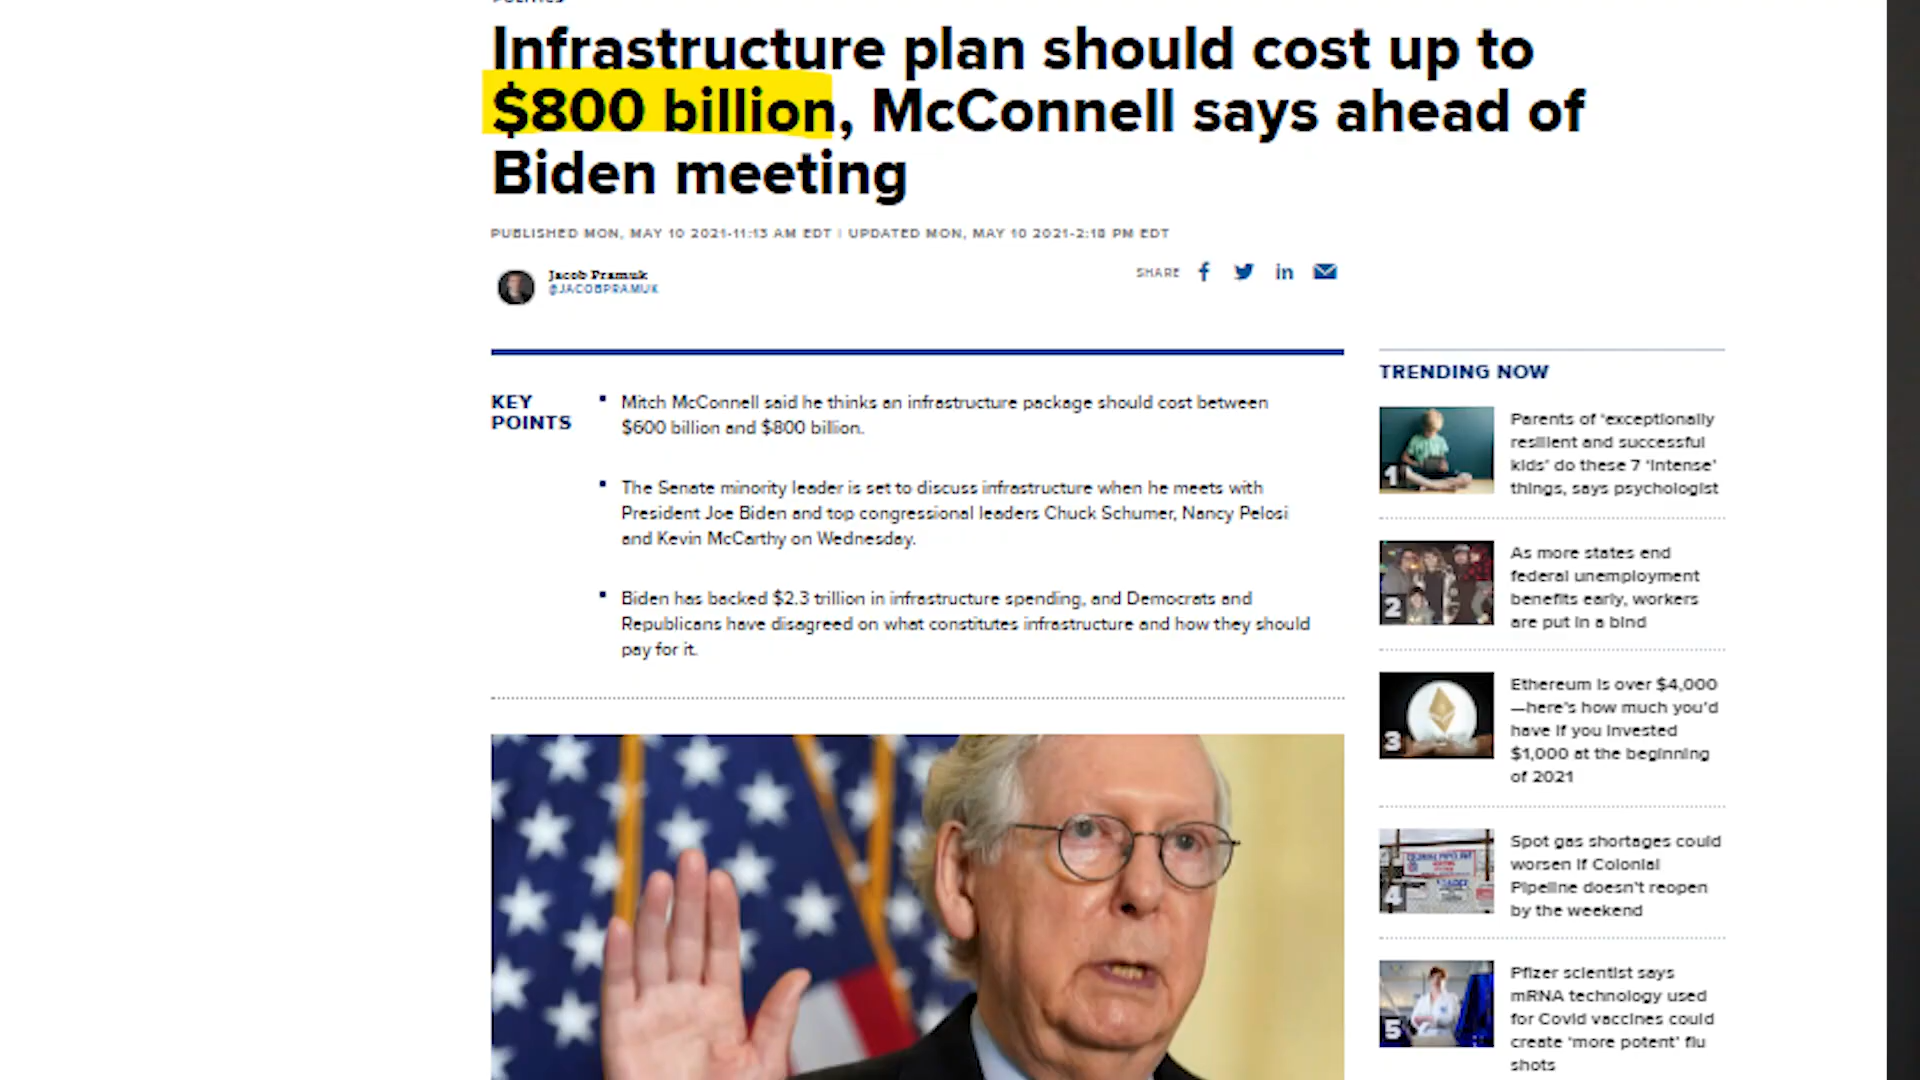 Infrastructure plan should cost up to
$800 billion, McConnell says ahead of
Biden meeting
PUBLISHED MON, MAY 10 2021-11:13 AM EDT | UPDATED MON, MAY 10 2021-2:18 PM EDT
Jacob Pramuk
@JACOBPRAMUK
SHARE
KEY
POINTS
Mitch McConnell said he thinks an infrastructure package should cost between
$600 billion and $800 billion.
The Senate minority leader is set to discuss infrastructure when he meets with
President Joe Biden and top congressional leaders Chuck Schumer, Nancy Pelosi
and Kevin McCarthy on Wednesday.
Biden has backed $2.3 trillion in infrastructure spending, and Democrats and
Republicans have disagreed on what constitutes infrastructure and how they should
pay for it.
TRENDING NOW
1
Parents of ‘exceptionally
resilient and successful
kids’ do these 7 ‘intense’
things, says psychologist
2
As more states end
federal unemployment
benefits early, workers
are put in a bind
3
Ethereum is over $4,000
—here’s how much you’d
have if you invested
$1,000 at the beginning
of 2021
4
Spot gas shortages could
worsen if Colonial
Pipeline doesn’t reopen
by the weekend
5
Pfizer scientist says
mRNA technology used
for Covid vaccines could
create ‘more potent’ flu
shots